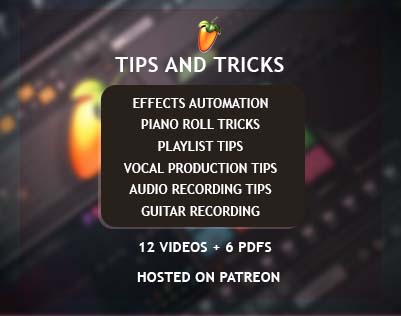 TIPS AND TRICKS
EFFECTS AUTOMATION
PIANO ROLL TRICKS
PLAYLIST TIPS
VOCAL PRODUCTION TIPS
AUDIO RECORDING TIPS
GUITAR RECORDING
12 VIDEOS + 6 PDFS
HOSTED ON PATREON